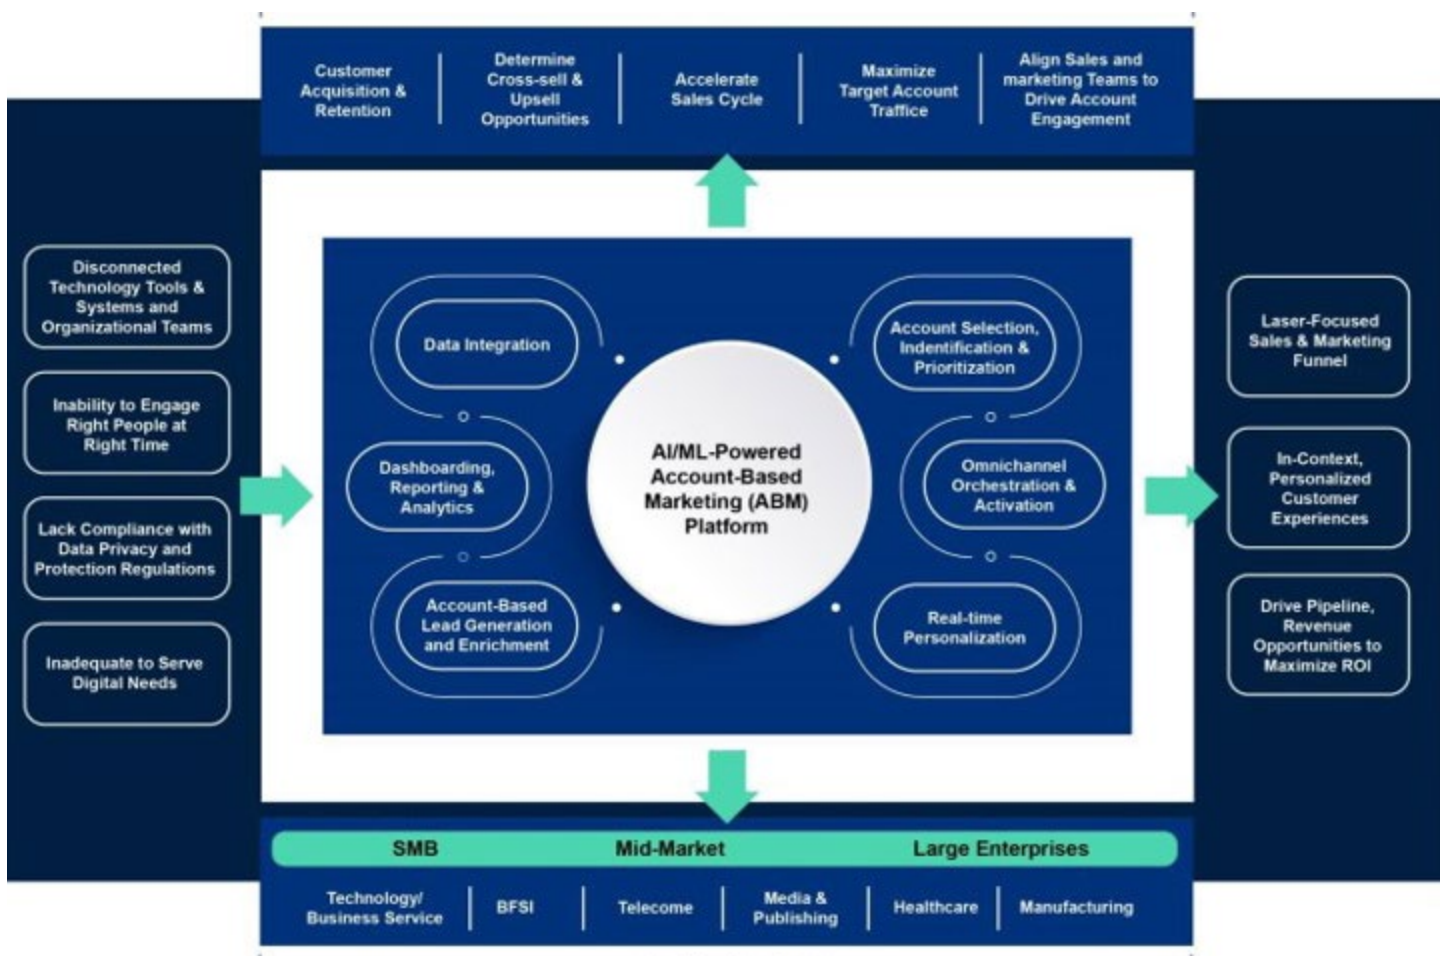 Customer
Acquisition &
Retention
Determine
Cross-sell &
Upsell
Opportunities
Accelerate
Sales Cycle
Maximize
Target Account
Traffice
Align Sales and
marketing Teams to
Drive Account
Engagement
Disconnected
Technology Tools &
Systems and
Organizational Teams
Inability to Engage
Right People at
Right Time
Lack Compliance with
Data Privacy and
Protection Regulations
Inadequate to Serve
Digital Needs
Data Integration
Dashboarding,
Reporting &
Analytics
Account-Based
Lead Generation
and Enrichment
AI/ML-Powered
Account-Based
Marketing (ABM)
Platform
Account Selection,
Indentification &
Prioritization
Omnichannel
Orchestration &
Activation
Real-time
Personalization
Laser-Focused
Sales & Marketing
Funnel
In-Context,
Personalized
Customer
Experiences
Drive Pipeline,
Revenue
Opportunities to
Maximize ROI
SMB
Mid-Market
Large Enterprises
Technology/
Business Service
BFSI
Telecome
Media &
Publishing
Healthcare
Manufacturing